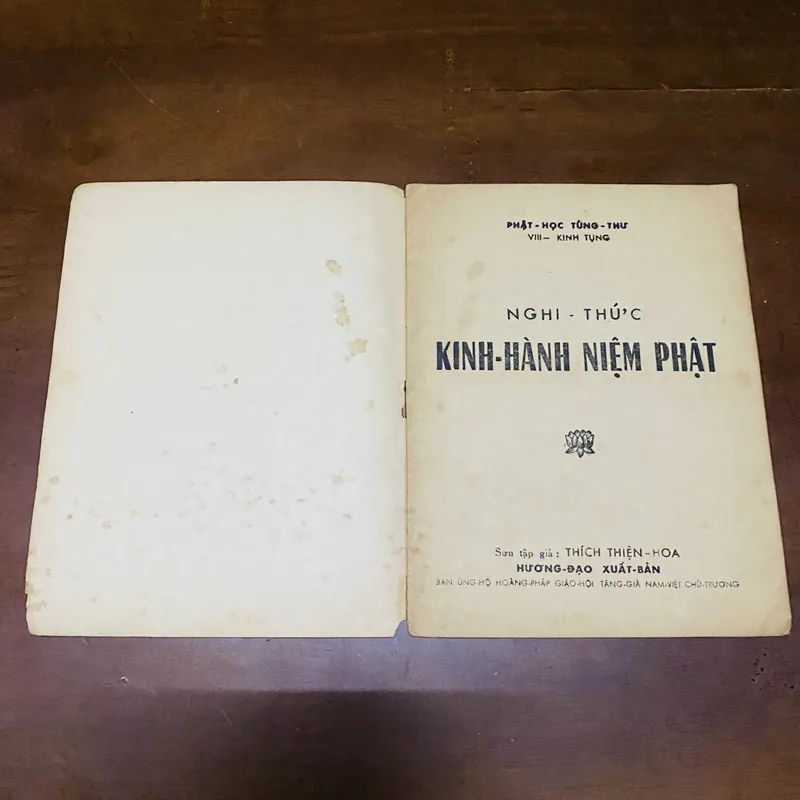 PHẬT-HỌC TÙNG-THƯ
VIII— KINH TỤNG
NGHI - THỨC
KINH-HÀNH NIỆM PHẬT
Sưu tập giả : THÍCH THIỆN-HOA
HƯƠNG-ĐẠO XUẤT-BẢN
BAN ỦNG-HỘ HOẰNG-PHÁP GIÁO-HỘI TĂNG-GIÀ NAM-VIỆT CHỦ-TRƯƠNG